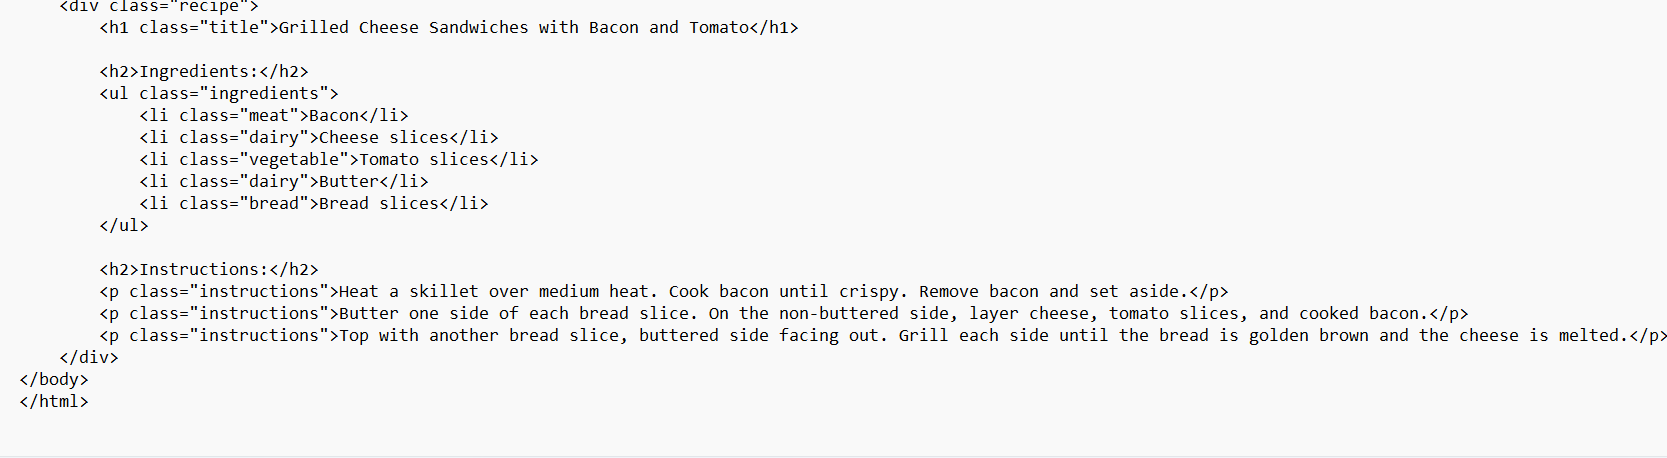 <div class="recipe">
<h1 class="title">Grilled Cheese Sandwiches with Bacon and Tomato</h1>
<h2>Ingredients:</h2>
<ul class="ingredients">
<li class="meat">Bacon</li>
<li class="dairy">Cheese slices</li>
<li class="vegetable">Tomato slices</li>
<li class="dairy">Butter</li>
<li class="bread">Bread slices</li>
</ul>
<h2>Instructions:</h2>
<p class="instructions">Heat a skillet over medium heat. Cook bacon until crispy. Remove bacon and set aside.</p>
<p class="instructions">Butter one side of each bread slice. On the non-buttered side, layer cheese, tomato slices, and cooked bacon.</p>
<p class="instructions">Top with another bread slice, buttered side facing out. Grill each side until the bread is golden brown and the cheese is melted.</p>
</div>
</body>
</html>